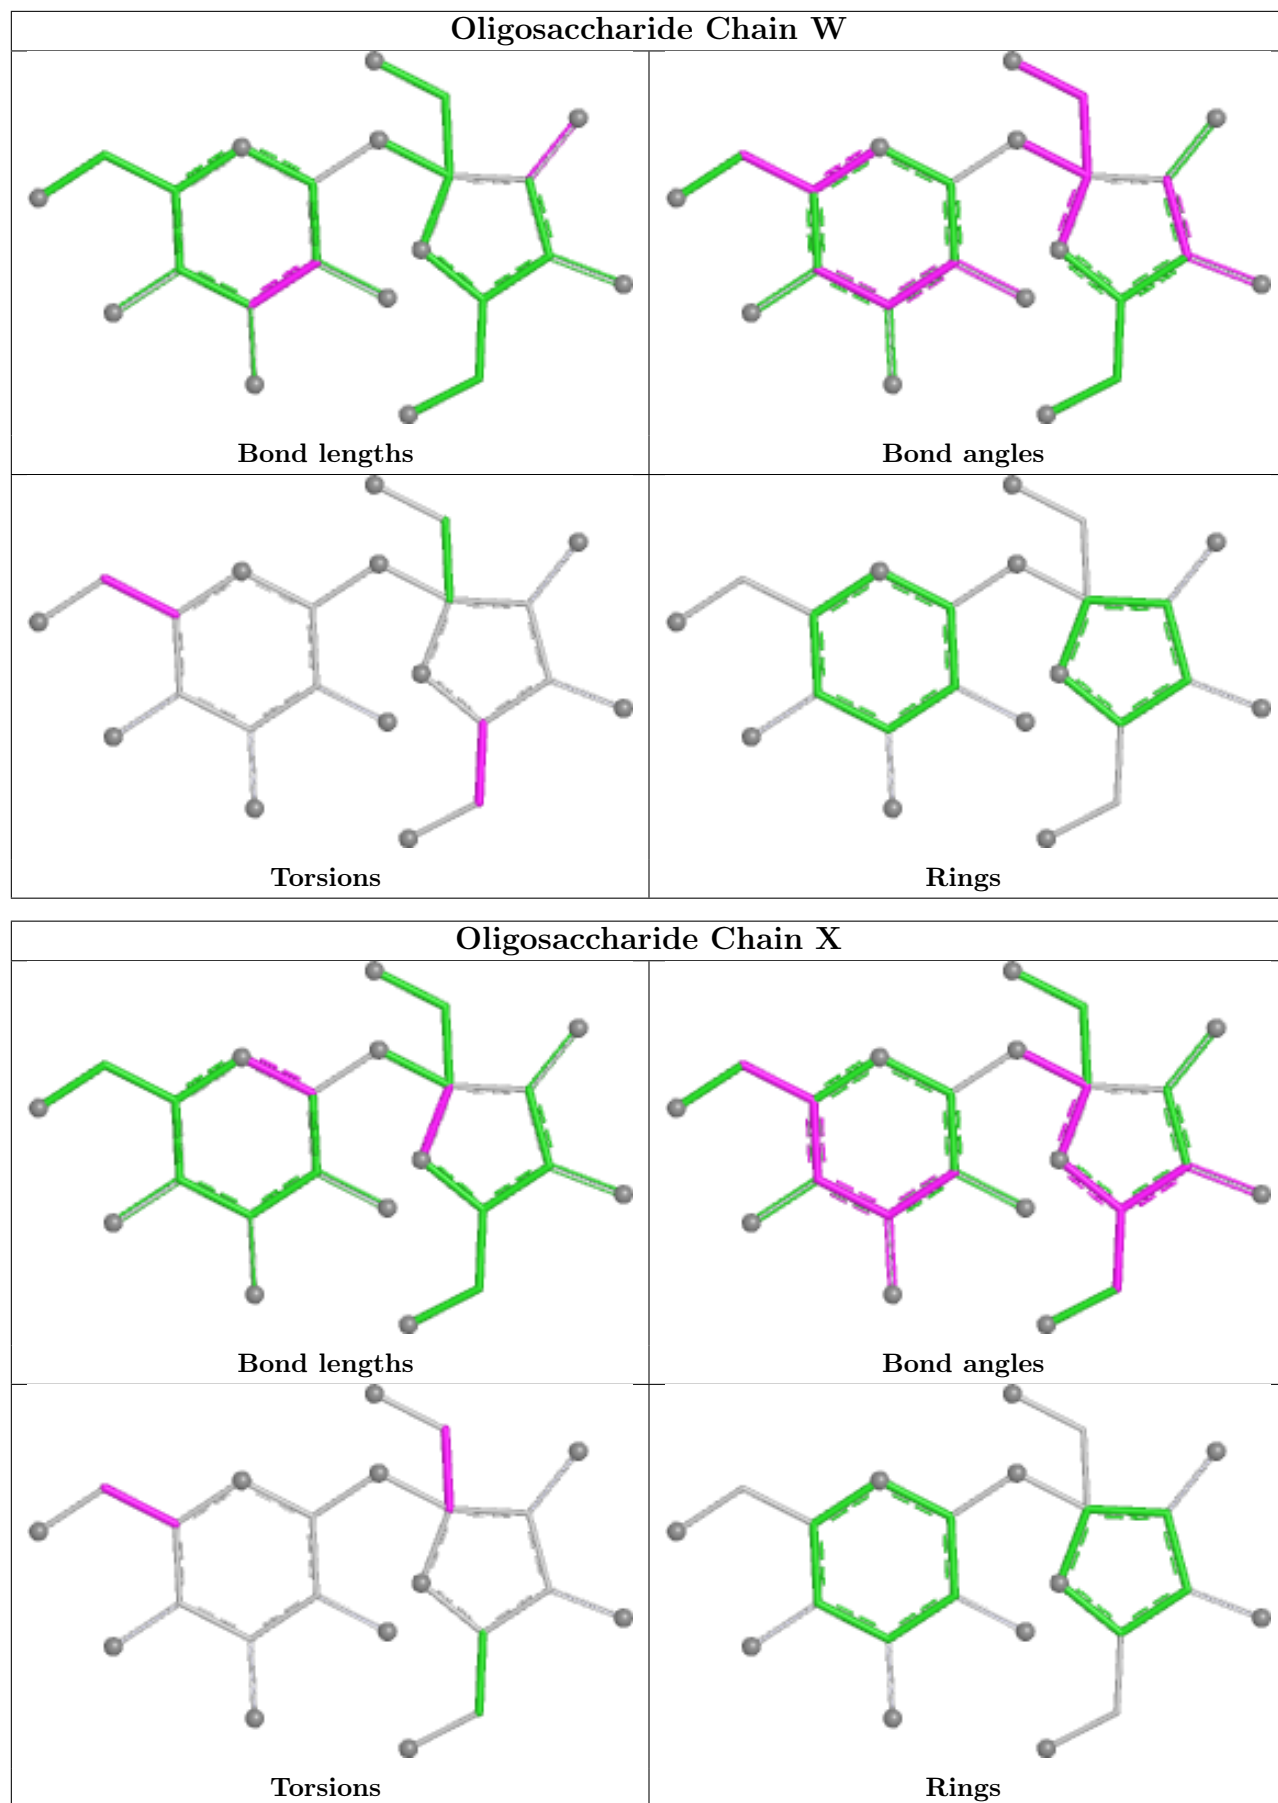 Oligosaccharide Chain W
Bond lengths
Bond angles
Torsions
Rings
Oligosaccharide Chain X
Bond lengths
Bond angles
Torsions
Rings